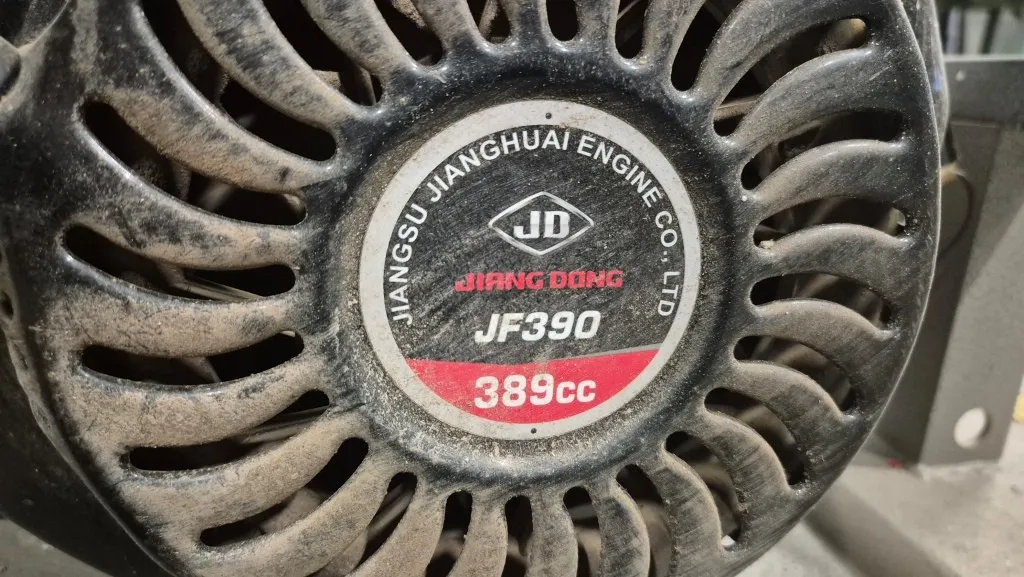 JIANGSU JIANGHUAI ENGINE CO., LTD
JD
JIANG DONG
JF390
389cc